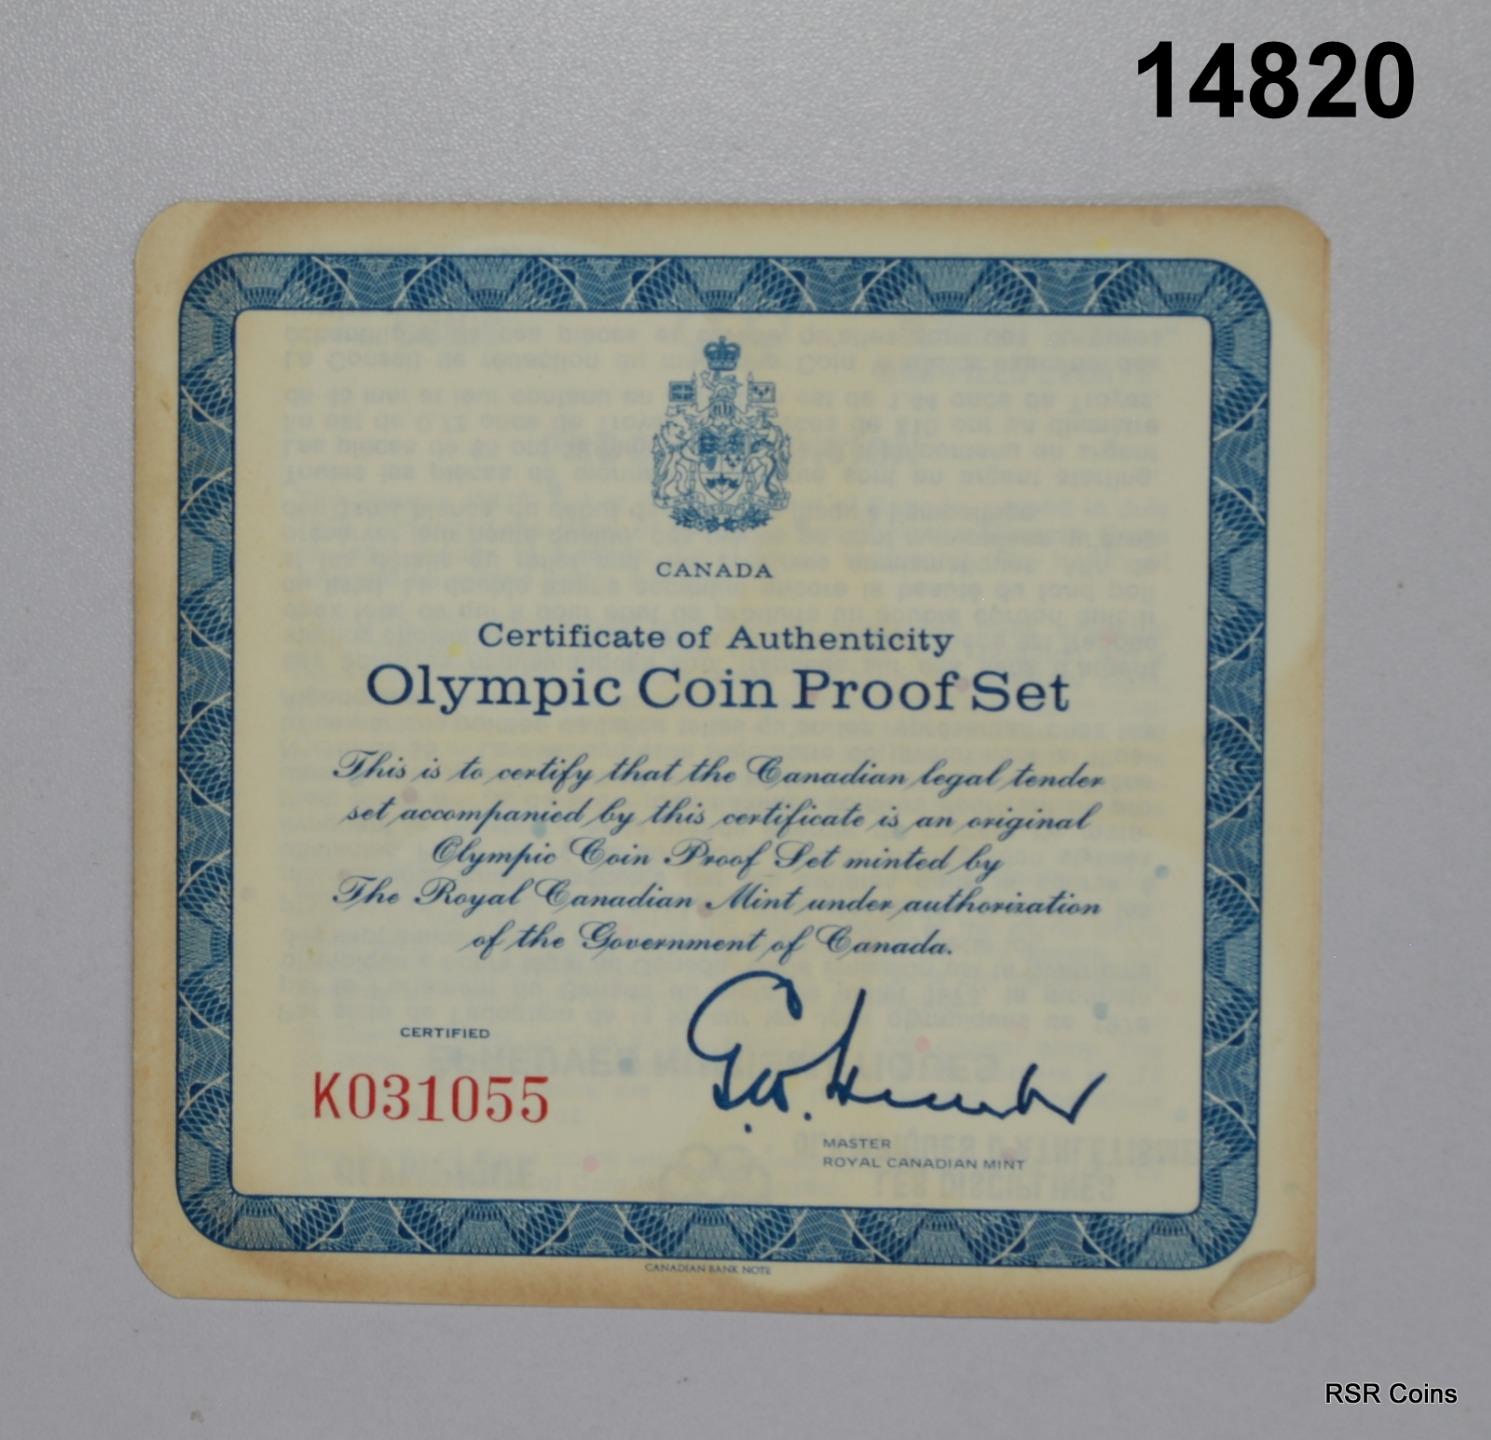 14820
CANADA
Certificate of Authenticity
Olympic Coin Proof Set
This is to certify that the Canadian legal tender
set accompanied by this certificate is an original
Olympic Coin Proof Set minted by
The Royal Canadian Mint under authorization
of the Government of Canada.
CERTIFIED
K031055
MASTER
ROYAL CANADIAN MINT
CANADIAN BANK NOTE
RSR Coins